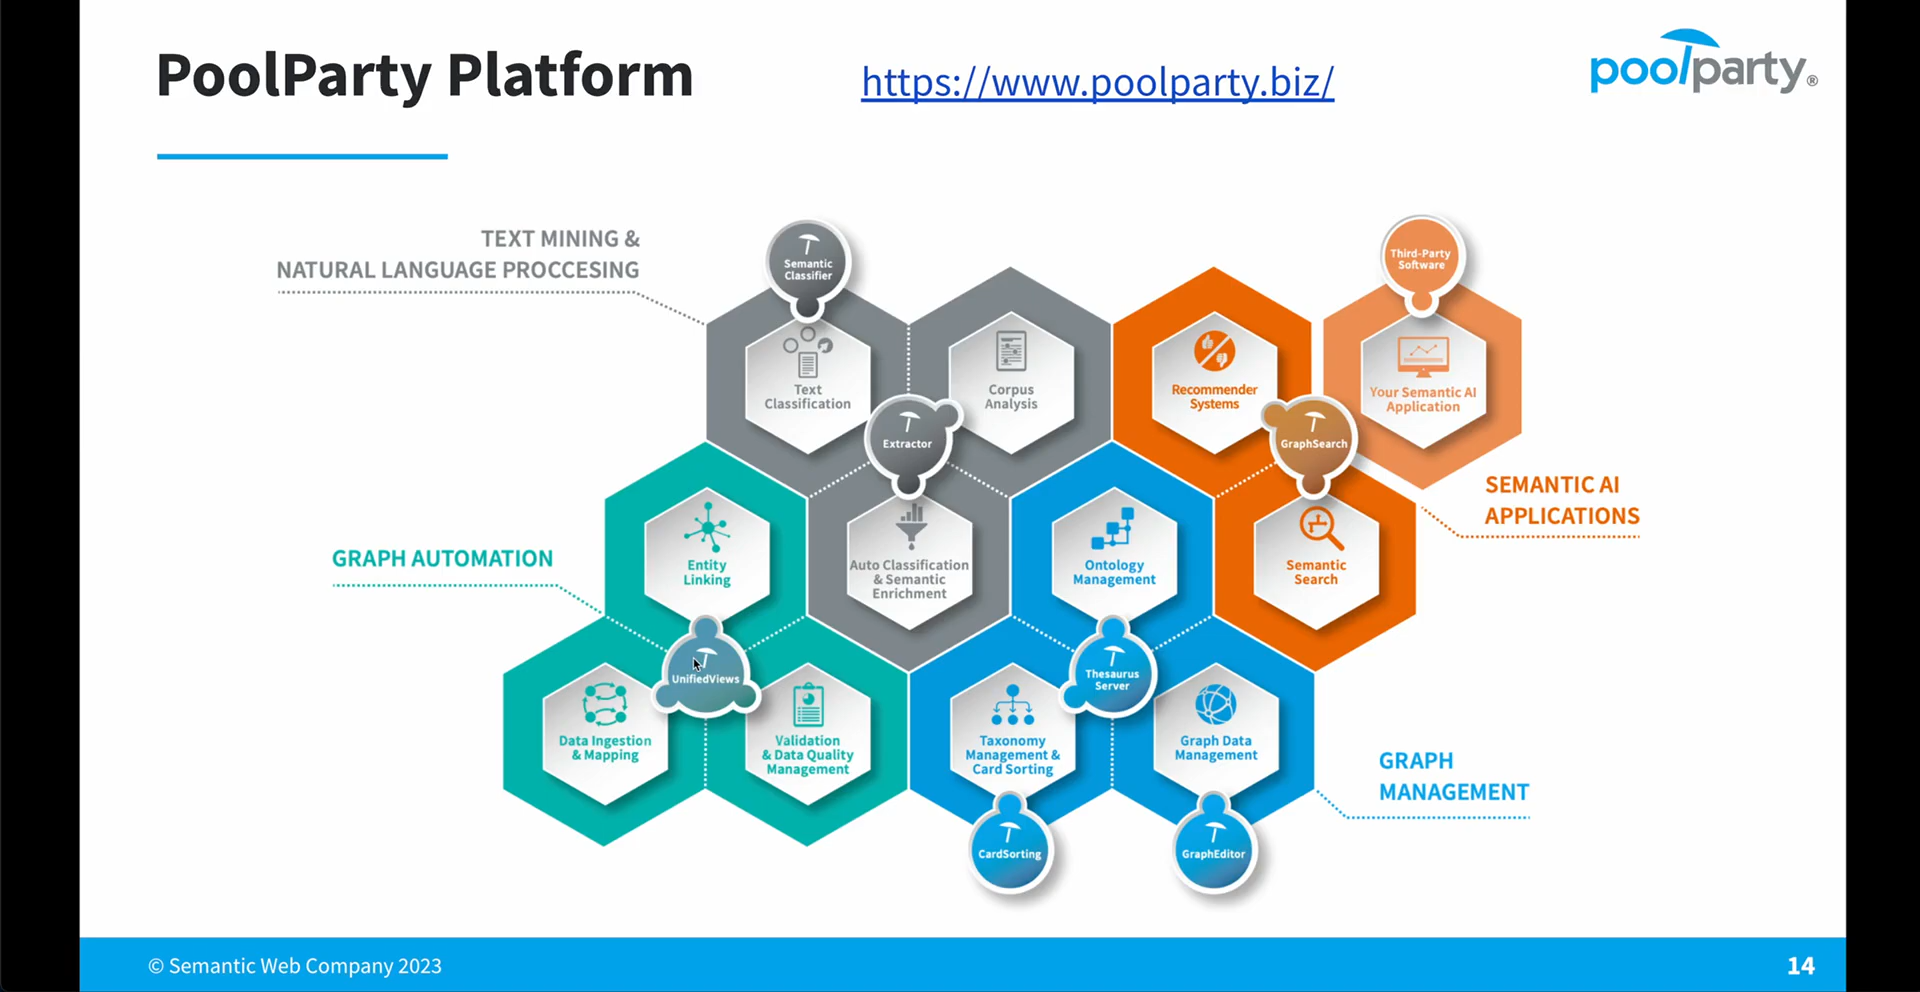 PoolParty Platform
https://www.poolparty.biz/
poolparty®
TEXT MINING &
NATURAL LANGUAGE PROCCESING
Semantic
Classifier
Third-Party
Software
Text
Classification
Corpus
Analysis
Recommender
Systems
Your Semantic AI
Application
Extractor
GraphSearch
SEMANTIC AI
APPLICATIONS
GRAPH AUTOMATION
Entity
Linking
Auto Classification
& Semantic
Enrichment
Ontology
Management
Semantic
Search
UnifiedViews
Thesaurus
Server
Data Ingestion
& Mapping
Validation
& Data Quality
Management
Taxonomy
Management &
Card Sorting
Graph Data
Management
GRAPH
MANAGEMENT
CardSorting
GraphEditor
© Semantic Web Company 2023
14